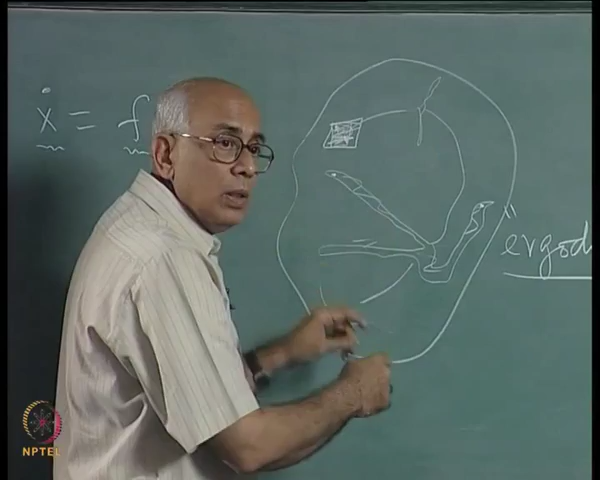 ẋ = f
"ergod
NPTEL